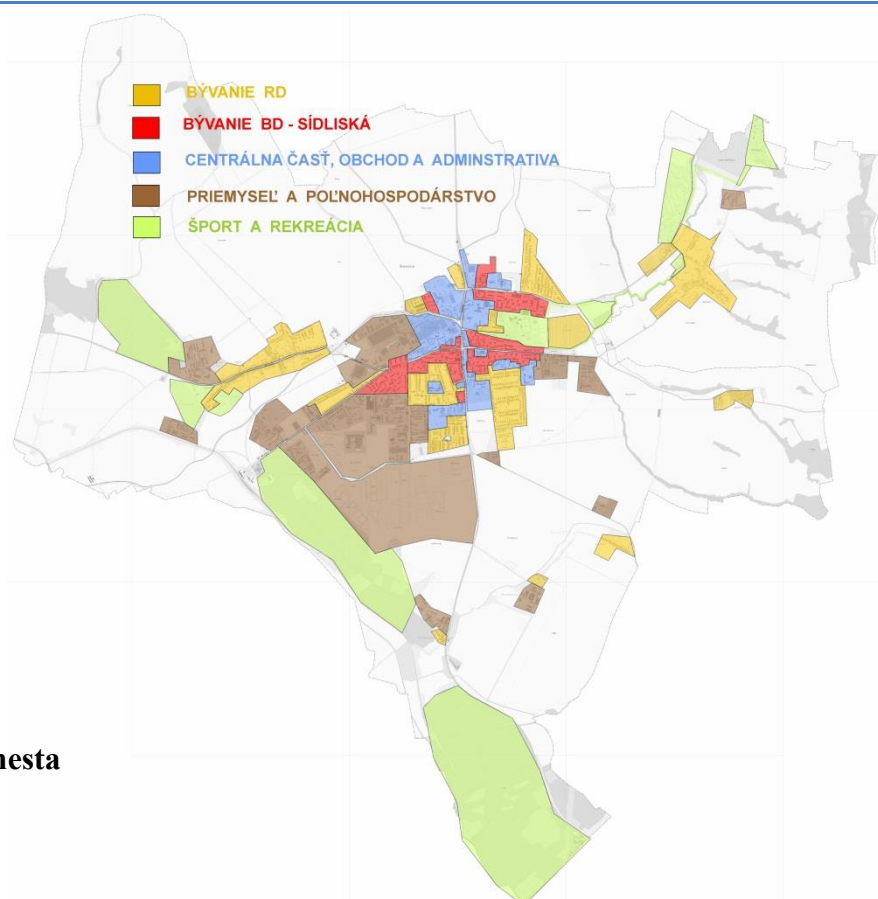 BÝVANIE RD
BÝVANIE BD - SÍDLISKÁ
CENTRÁLNA ČASŤ, OBCHOD A ADMINSTRATIVA
PRIEMYSEĽ A POĽNOHOSPODÁRSTVO
ŠPORT A REKREÁCIA
nesta